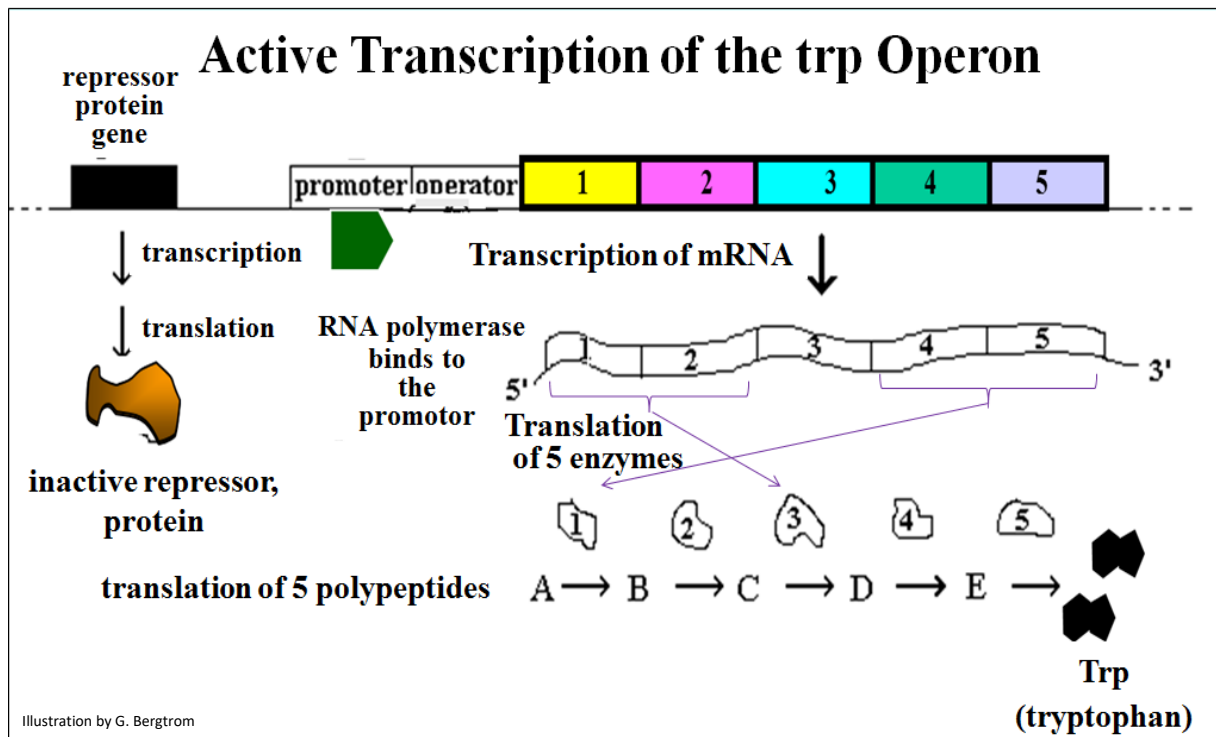 Active Transcription of the trp Operon
repressor
protein
gene
promoter operator 1 2 3 4 5
transcription
Transcription of mRNA
translation
RNA polymerase
binds to
the
promotor
1 2 3 4 5
5' 3'
Translation
of 5 enzymes
inactive repressor,
protein
1 2 3 4 5
translation of 5 polypeptides
A → B → C → D → E →
Trp
(tryptophan)
Illustration by G. Bergtrom